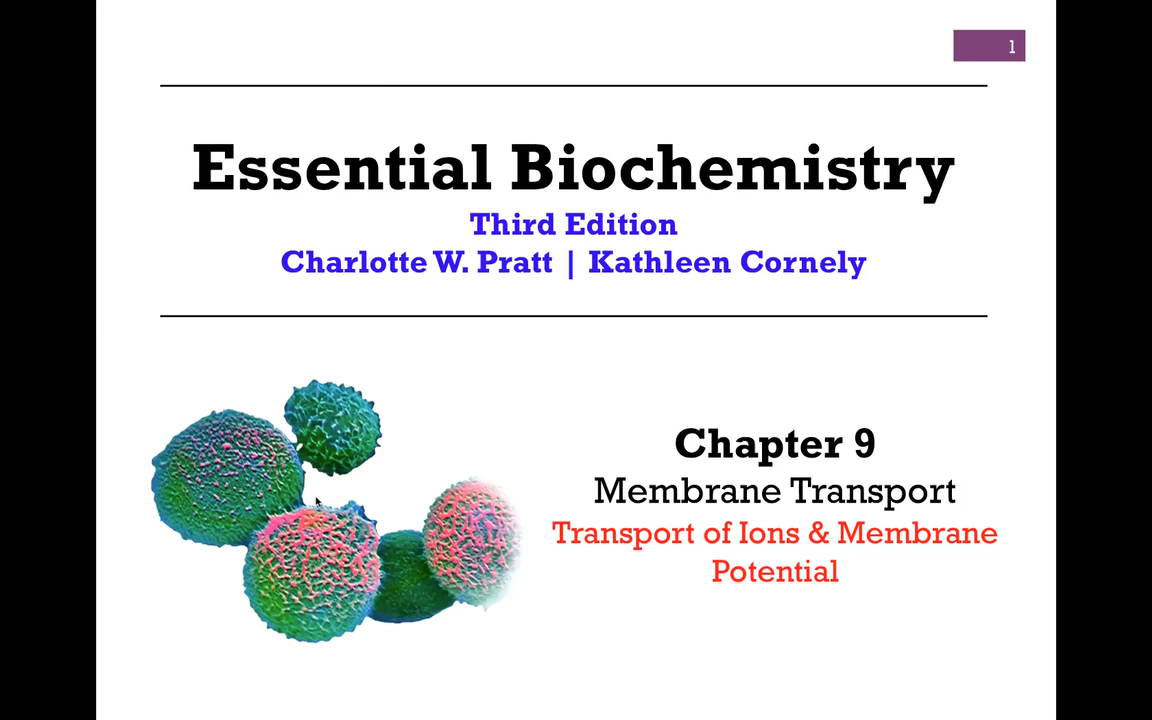 1
Essential Biochemistry
Third Edition
Charlotte W. Pratt | Kathleen Cornely
Chapter 9
Membrane Transport
Transport of Ions & Membrane
Potential